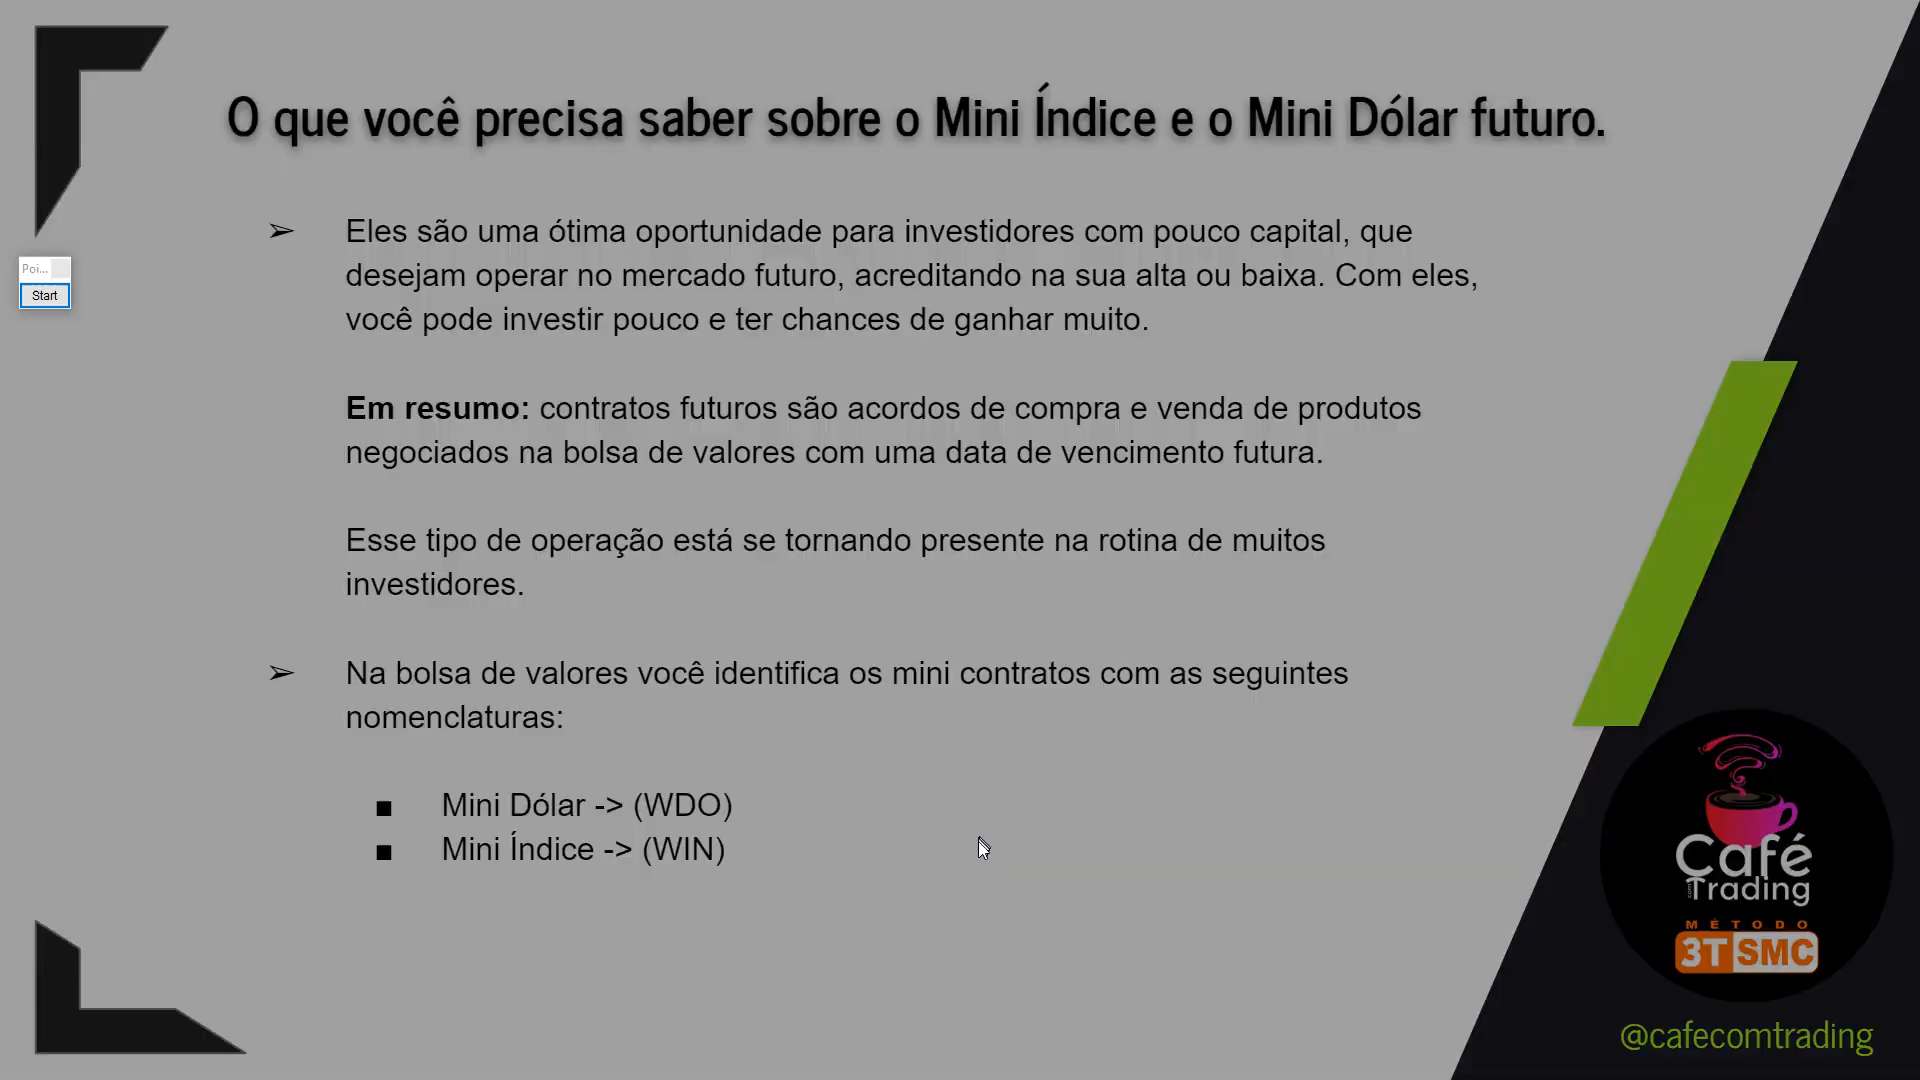 O que você precisa saber sobre o Mini Índice e o Mini Dólar futuro.
➢ Eles são uma ótima oportunidade para investidores com pouco capital, que
desejam operar no mercado futuro, acreditando na sua alta ou baixa. Com eles,
você pode investir pouco e ter chances de ganhar muito.
Em resumo: contratos futuros são acordos de compra e venda de produtos
negociados na bolsa de valores com uma data de vencimento futura.
Esse tipo de operação está se tornando presente na rotina de muitos
investidores.
➢ Na bolsa de valores você identifica os mini contratos com as seguintes
nomenclaturas:
■ Mini Dólar -> (WDO)
■ Mini Índice -> (WIN)
Poi...
Start
Café
com Trading
MÉTODO
3T SMC
@cafecomtrading